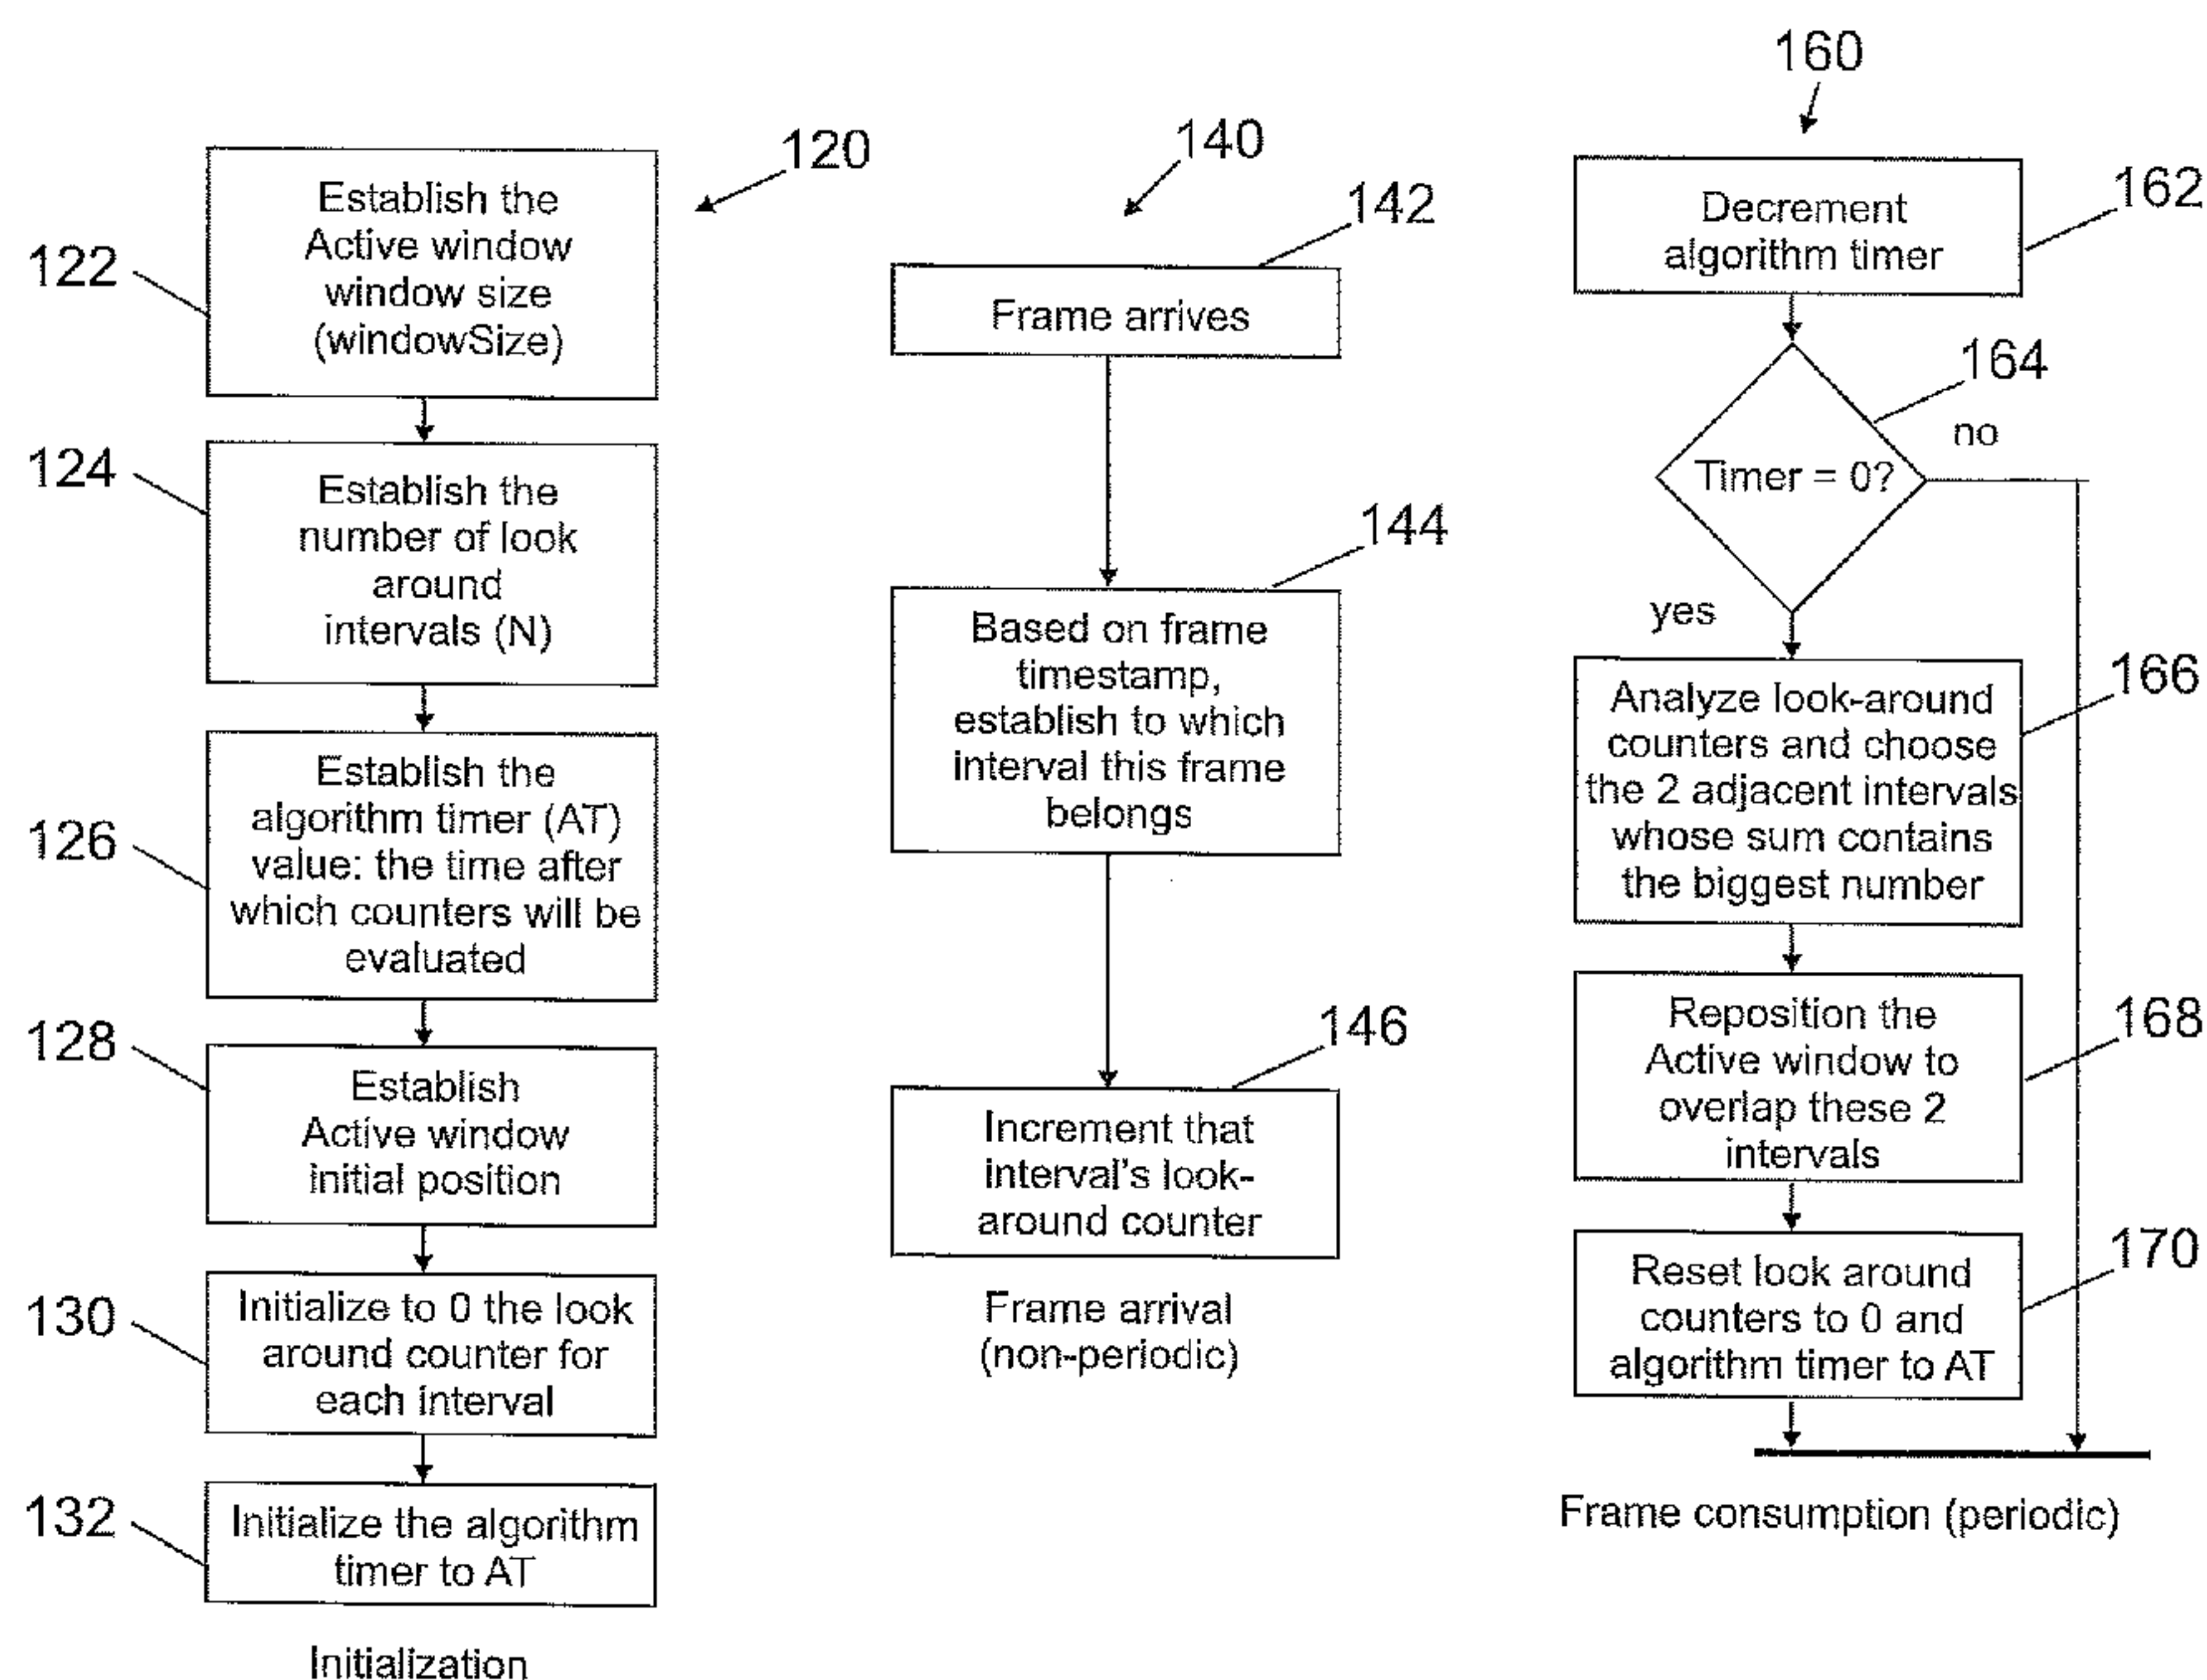 120
122
Establish the
Active window
window size
(windowSize)
124
Establish the
number of look
around
intervals (N)
126
Establish the
algorithm timer (AT)
value: the time after
which counters will be
evaluated
128
Establish
Active window
initial position
130
Initialize to 0 the look
around counter for
each interval
132
Initialize the algorithm
timer to AT
Initialization
140
142
Frame arrives
144
Based on frame
timestamp,
establish to which
interval this frame
belongs
146
Increment that
interval's look-
around counter
Frame arrival
(non-periodic)
160
162
Decrement
algorithm timer
164
Timer = 0?
no
yes
166
Analyze look-around
counters and choose
the 2 adjacent intervals
whose sum contains
the biggest number
168
Reposition the
Active window to
overlap these 2
intervals
170
Reset look around
counters to 0 and
algorithm timer to AT
Frame consumption (periodic)